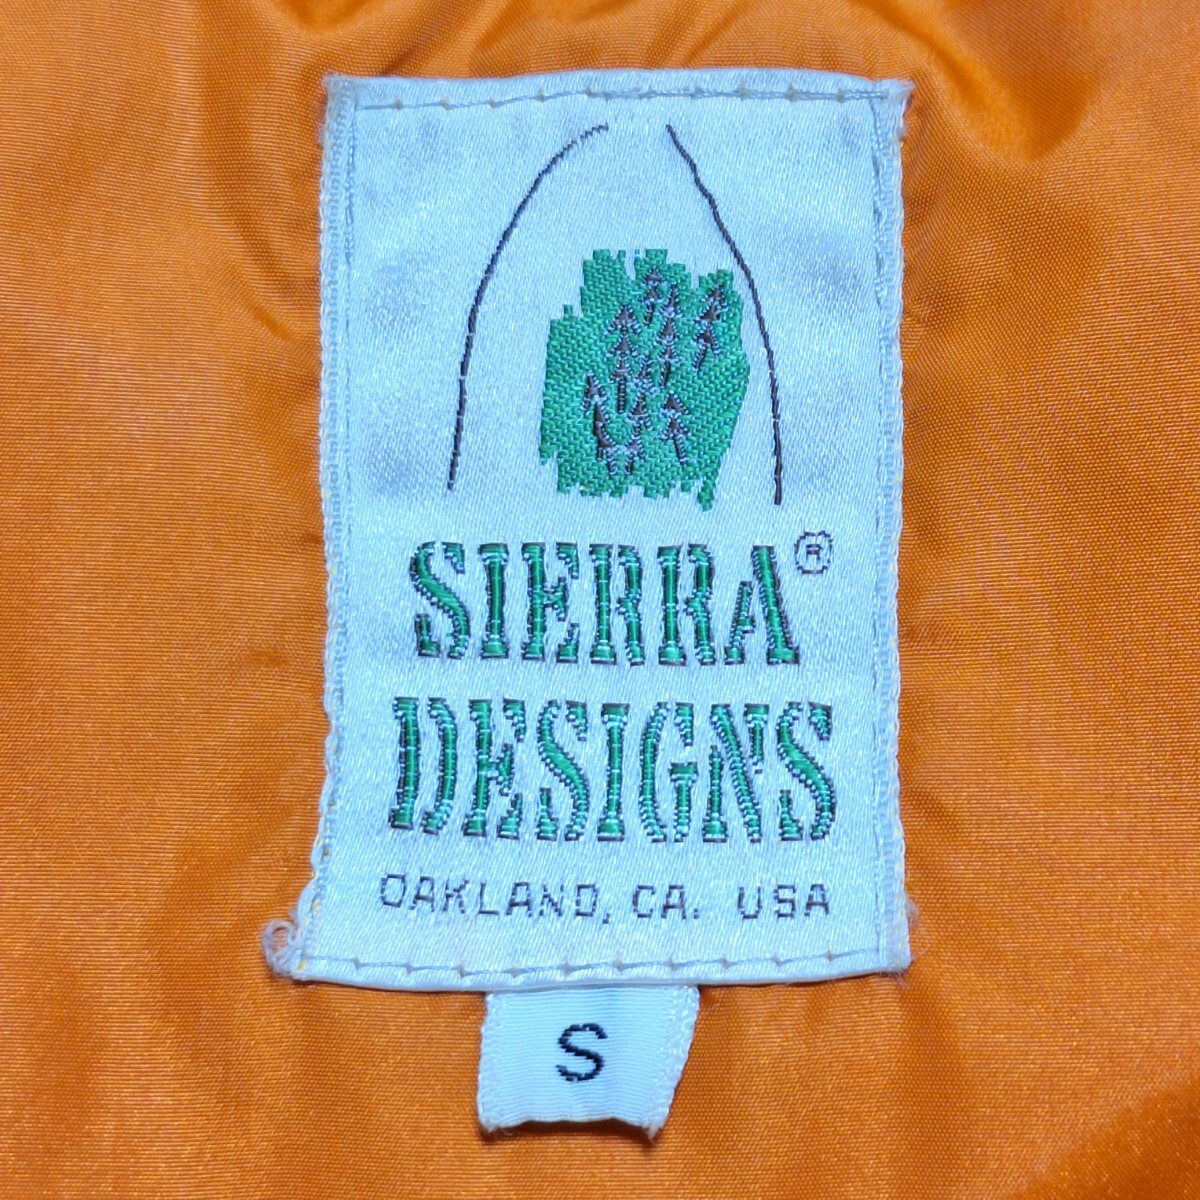 SIERRA®
DESIGNS
OAKLAND, CA. USA
S